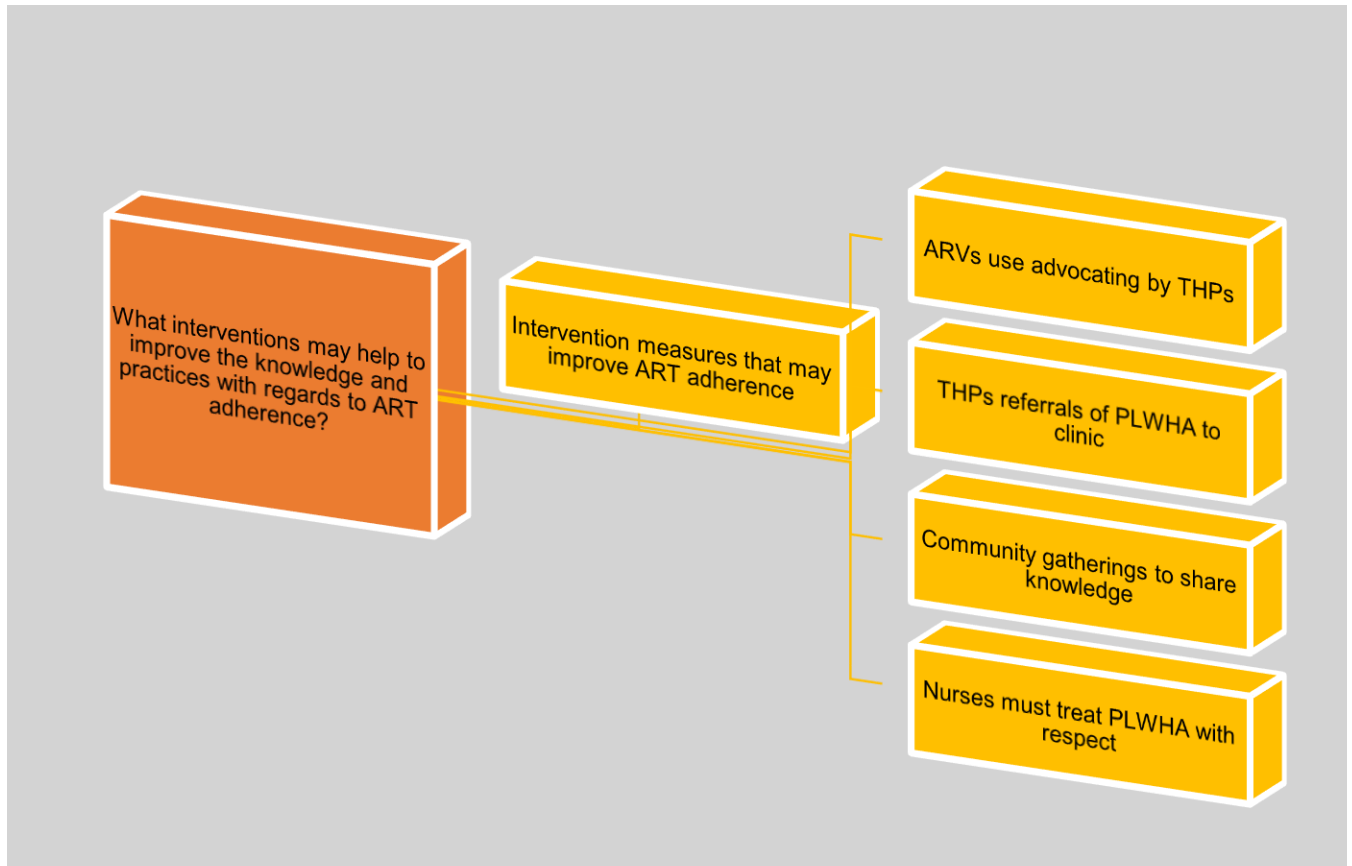 What interventions may help to
improve the knowledge and
practices with regards to ART
adherence?
Intervention measures that may
improve ART adherence
ARVs use advocating by THPs
THPs referrals of PLWHA to
clinic
Community gatherings to share
knowledge
Nurses must treat PLWHA with
respect